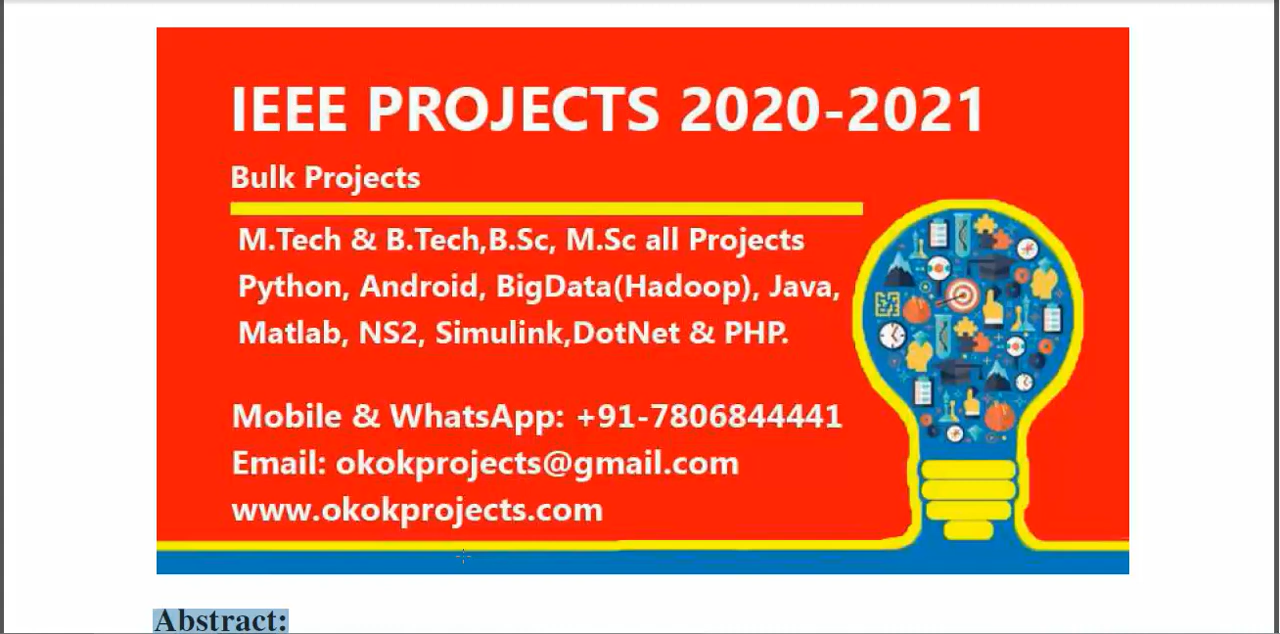 IEEE PROJECTS 2020-2021
Bulk Projects
M.Tech & B.Tech,B.Sc, M.Sc all Projects
Python, Android, BigData(Hadoop), Java,
Matlab, NS2, Simulink,DotNet & PHP.
Mobile & WhatsApp: +91-7806844441
Email: okokprojects@gmail.com
www.okokprojects.com
Abstract: